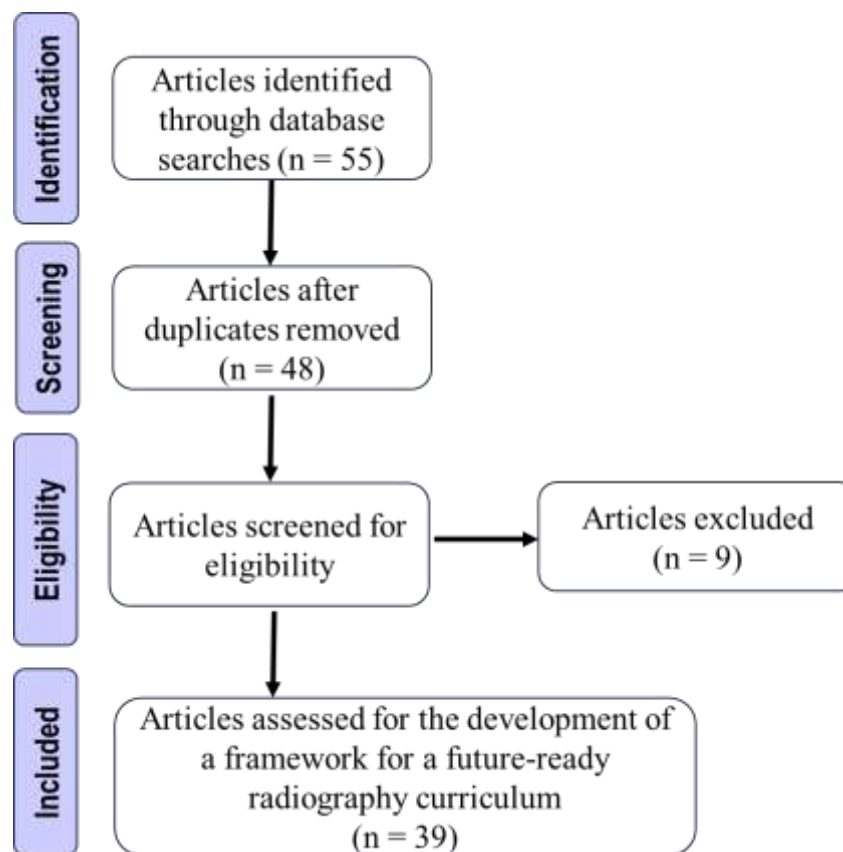 Identification
Articles identified
through database
searches (n = 55)
Screening
Articles after
duplicates removed
(n = 48)
Eligibility
Articles screened for
eligibility
Articles excluded
(n = 9)
Included
Articles assessed for the development of
a framework for a future-ready
radiography curriculum
(n = 39)